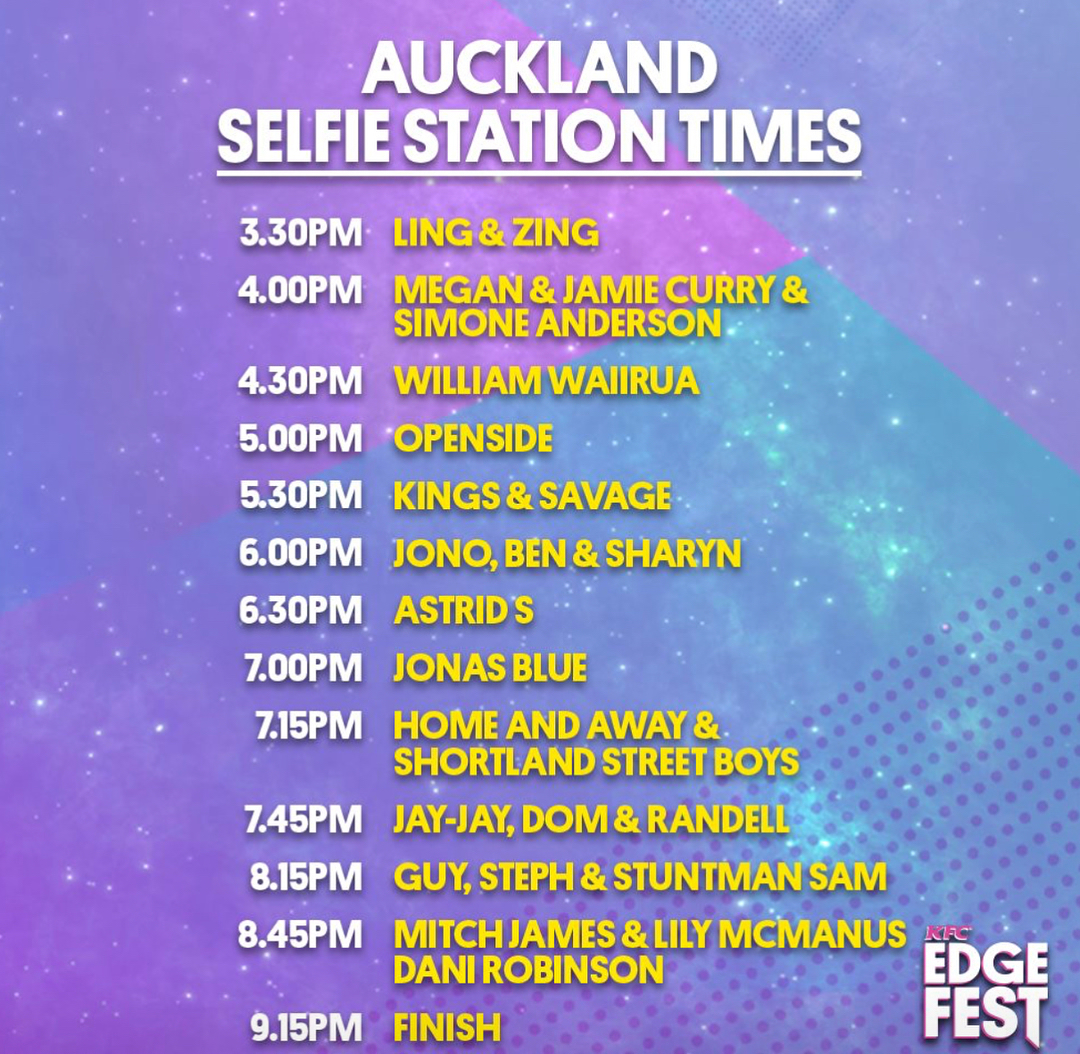 AUCKLAND
SELFIE STATION TIMES
3.30PM LING & ZING
4.00PM MEGAN & JAMIE CURRY &
SIMONE ANDERSON
4.30PM WILLIAM WAIIRUA
5.00PM OPENSIDE
5.30PM KINGS & SAVAGE
6.00PM JONO, BEN & SHARYN
6.30PM ASTRID S
7.00PM JONAS BLUE
7.15PM HOME AND AWAY &
SHORTLAND STREET BOYS
7.45PM JAY-JAY, DOM & RANDELL
8.15PM GUY, STEPH & STUNTMAN SAM
8.45PM MITCH JAMES & LILY MCMANUS
DANI ROBINSON
9.15PM FINISH
KFC
EDGE
FEST